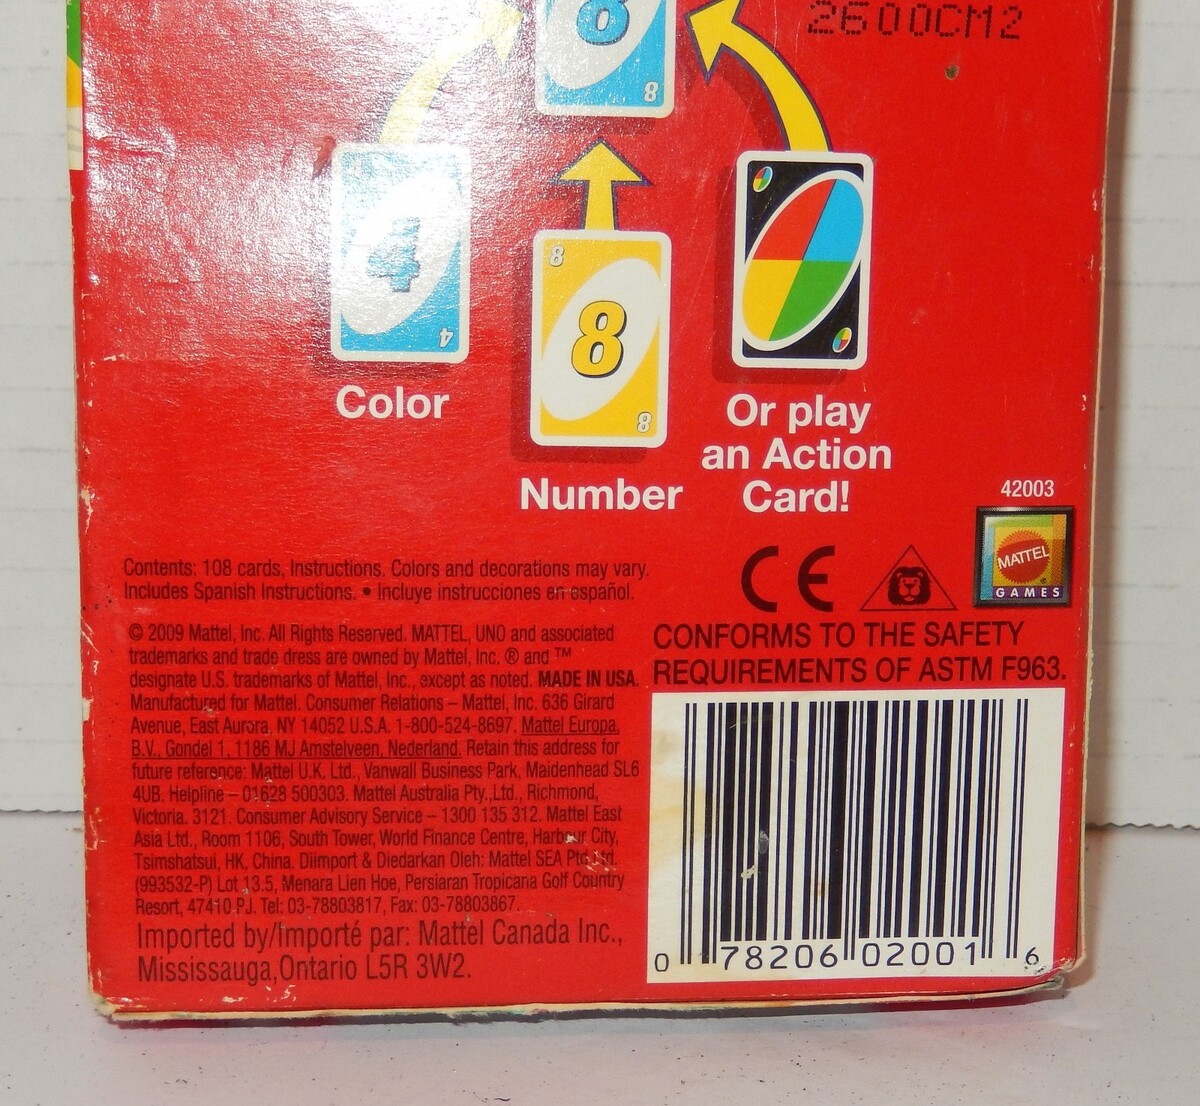 2600CM2
8
8
4
4
8
8
8
Color
Number
Or play
an Action
Card!
42003
MATTEL
GAMES
CE
Contents: 108 cards, Instructions. Colors and decorations may vary.
Includes Spanish Instructions. • Incluye instrucciones en español.
© 2009 Mattel, Inc. All Rights Reserved. MATTEL, UNO and associated
trademarks and trade dress are owned by Mattel, Inc. ® and ™
designate U.S. trademarks of Mattel, Inc., except as noted. MADE IN USA.
Manufactured for Mattel. Consumer Relations – Mattel, Inc. 636 Girard
Avenue, East Aurora, NY 14052 U.S.A. 1-800-524-8697. Mattel Europa,
B.V., Gondel 1, 1186 MJ Amstelveen, Nederland. Retain this address for
future reference: Mattel U.K. Ltd., Vanwall Business Park, Maidenhead SL6
4UB. Helpline – 01628 500303. Mattel Australia Pty.,Ltd., Richmond,
Victoria. 3121. Consumer Advisory Service – 1300 135 312. Mattel East
Asia Ltd., Room 1106, South Tower, World Finance Centre, Harbour City,
Tsimshatsui, HK, China. Diimport & Diedarkan Oleh: Mattel SEA Ptd.Ltd.
(993532-P) Lot 13.5, Menara Lien Hoe, Persiaran Tropicana Golf Country
Resort, 47410 PJ. Tel: 03-78803817, Fax: 03-78803867.
Imported by/Importé par: Mattel Canada Inc.,
Mississauga,Ontario L5R 3W2.
CONFORMS TO THE SAFETY
REQUIREMENTS OF ASTM F963.
0 78206 02001 6